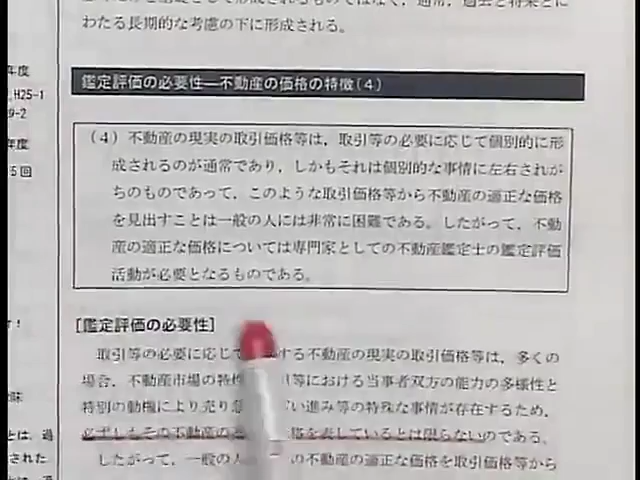 わたる長期的な考慮の下に形成される。
年度
H25-1
9-2
年度
5 回
鑑定評価の必要性―不動産の価格の特徴(4)
(4) 不動産の現実の取引価格等は、取引等の必要に応じて個別的に形
成されるのが通常であり、しかもそれは個別的な事情に左右されが
ちのものであって、このような取引価格等から不動産の適正な価格
を見出すことは一般の人には非常に困難である。したがって、不動
産の適正な価格については専門家としての不動産鑑定士の鑑定評価
活動が必要となるものである。
[鑑定評価の必要性]
取引等の必要に応じて
する不動産の現実の取引価格等は、多くの
場合、不動産市場の特
等における当事者双方の能力の多様性と
特別の動機により売り
い進み等の特殊な事情が存在するため、
必ずしもその不動産の
格を表しているとは限らないのである。
したがって、一般の人
の不動産の適正な価格を取引価格等から
とは、過
された